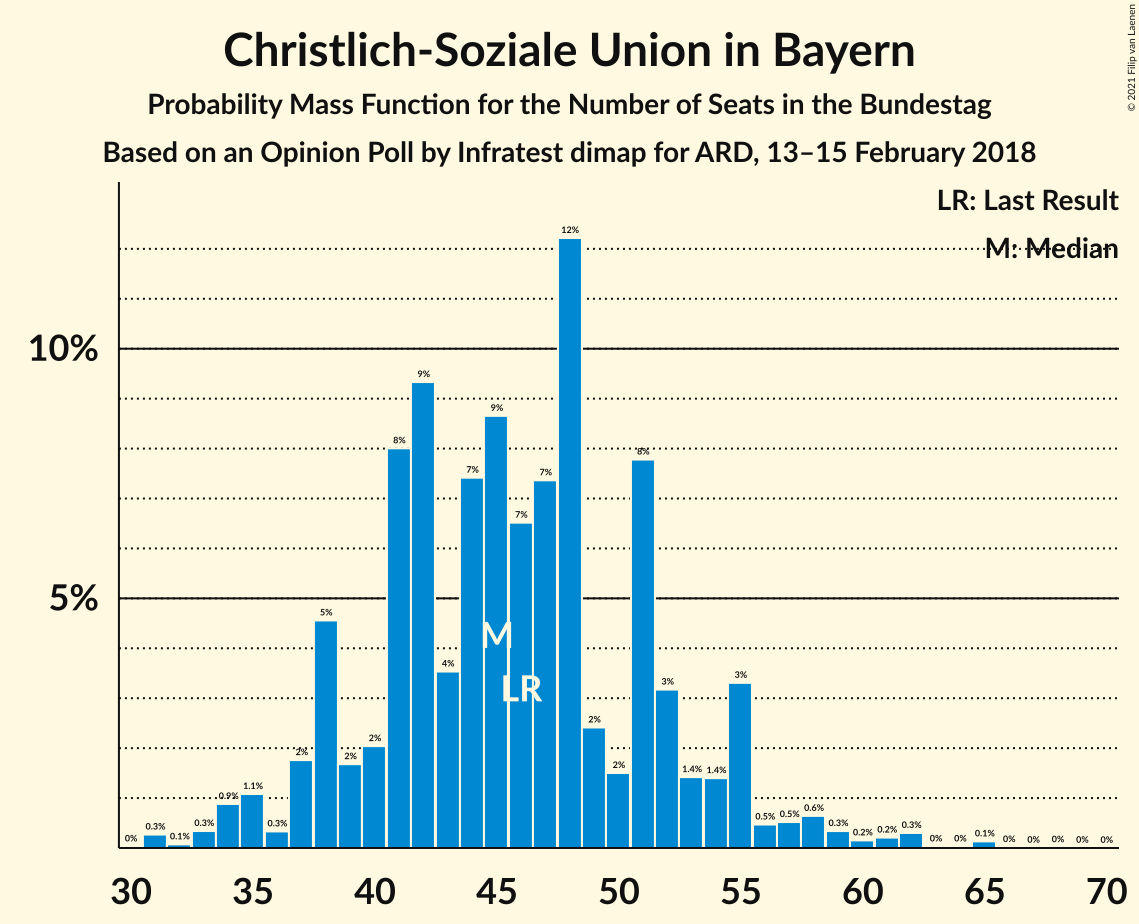 Christlich-Soziale Union in Bayern
Probability Mass Function for the Number of Seats in the Bundestag
Based on an Opinion Poll by Infratest dimap for ARD, 13–15 February 2018
© 2021 Filip van Laenen
LR: Last Result
M: Median
10%
5%
0% 0.3% 0.1% 0.3% 0.9% 1.1% 0.3% 2% 5% 2% 2% 8% 9% 4% 7% 9% 7% 7% 12% 2% 2% 8% 3% 1.4% 1.4% 3% 0.5% 0.5% 0.6% 0.3% 0.2% 0.2% 0.3% 0% 0% 0.1% 0% 0% 0% 0% 0%
M
LR
30 35 40 45 50 55 60 65 70